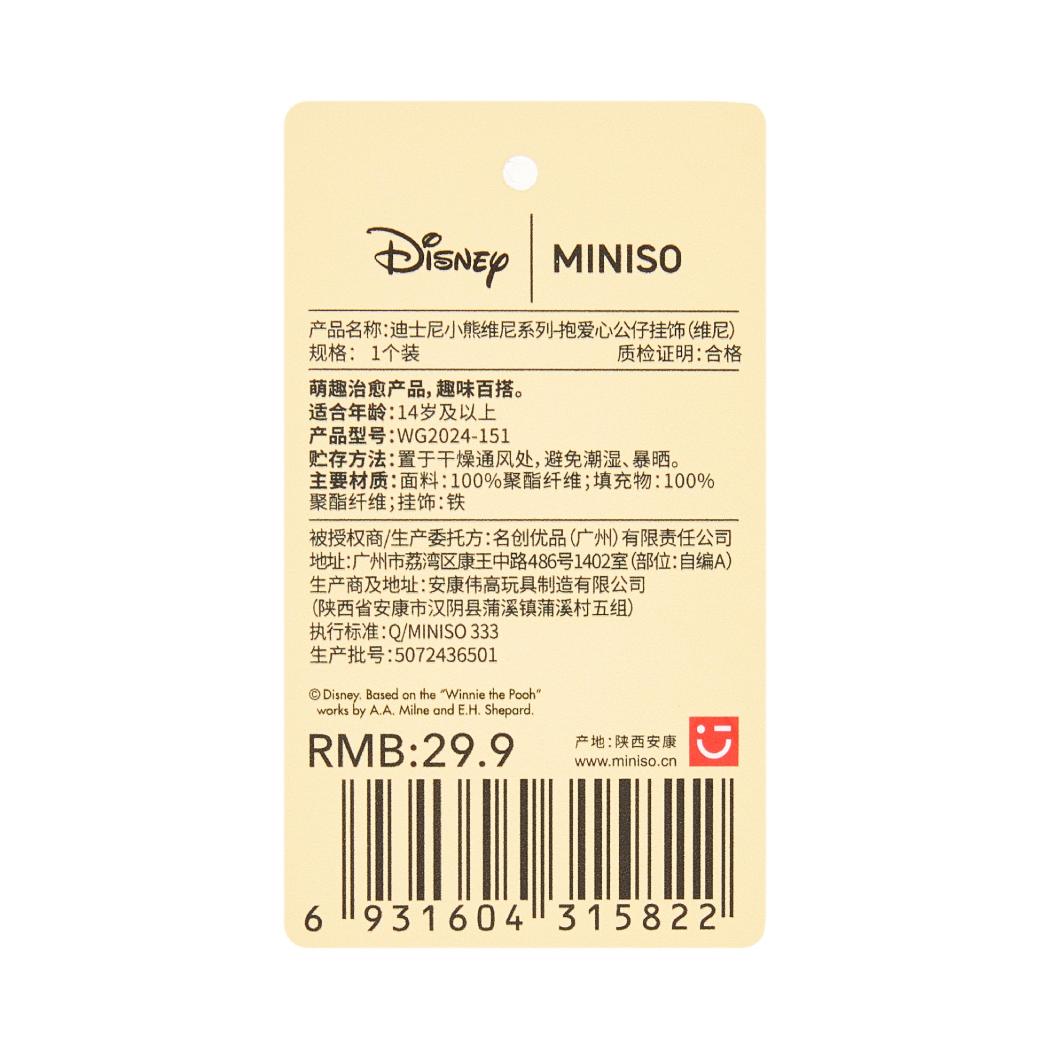 Disney | MINISO
产品名称:迪士尼小熊维尼系列-抱爱心公仔挂饰(维尼)
规格: 1个装 质检证明:合格
萌趣治愈产品,趣味百搭。
适合年龄:14岁及以上
产品型号:WG2024-151
贮存方法:置于干燥通风处,避免潮湿、暴晒。
主要材质:面料:100%聚酯纤维;填充物:100%
聚酯纤维;挂饰:铁
被授权商/生产委托方:名创优品(广州)有限责任公司
地址:广州市荔湾区康王中路486号1402室(部位:自编A)
生产商及地址:安康伟高玩具制造有限公司
(陕西省安康市汉阴县蒲溪镇蒲溪村五组)
执行标准:Q/MINISO 333
生产批号:5072436501
© Disney. Based on the "Winnie the Pooh"
works by A.A. Milne and E.H. Shepard.
RMB:29.9
产地:陕西安康
www.miniso.cn
6 931604 315822